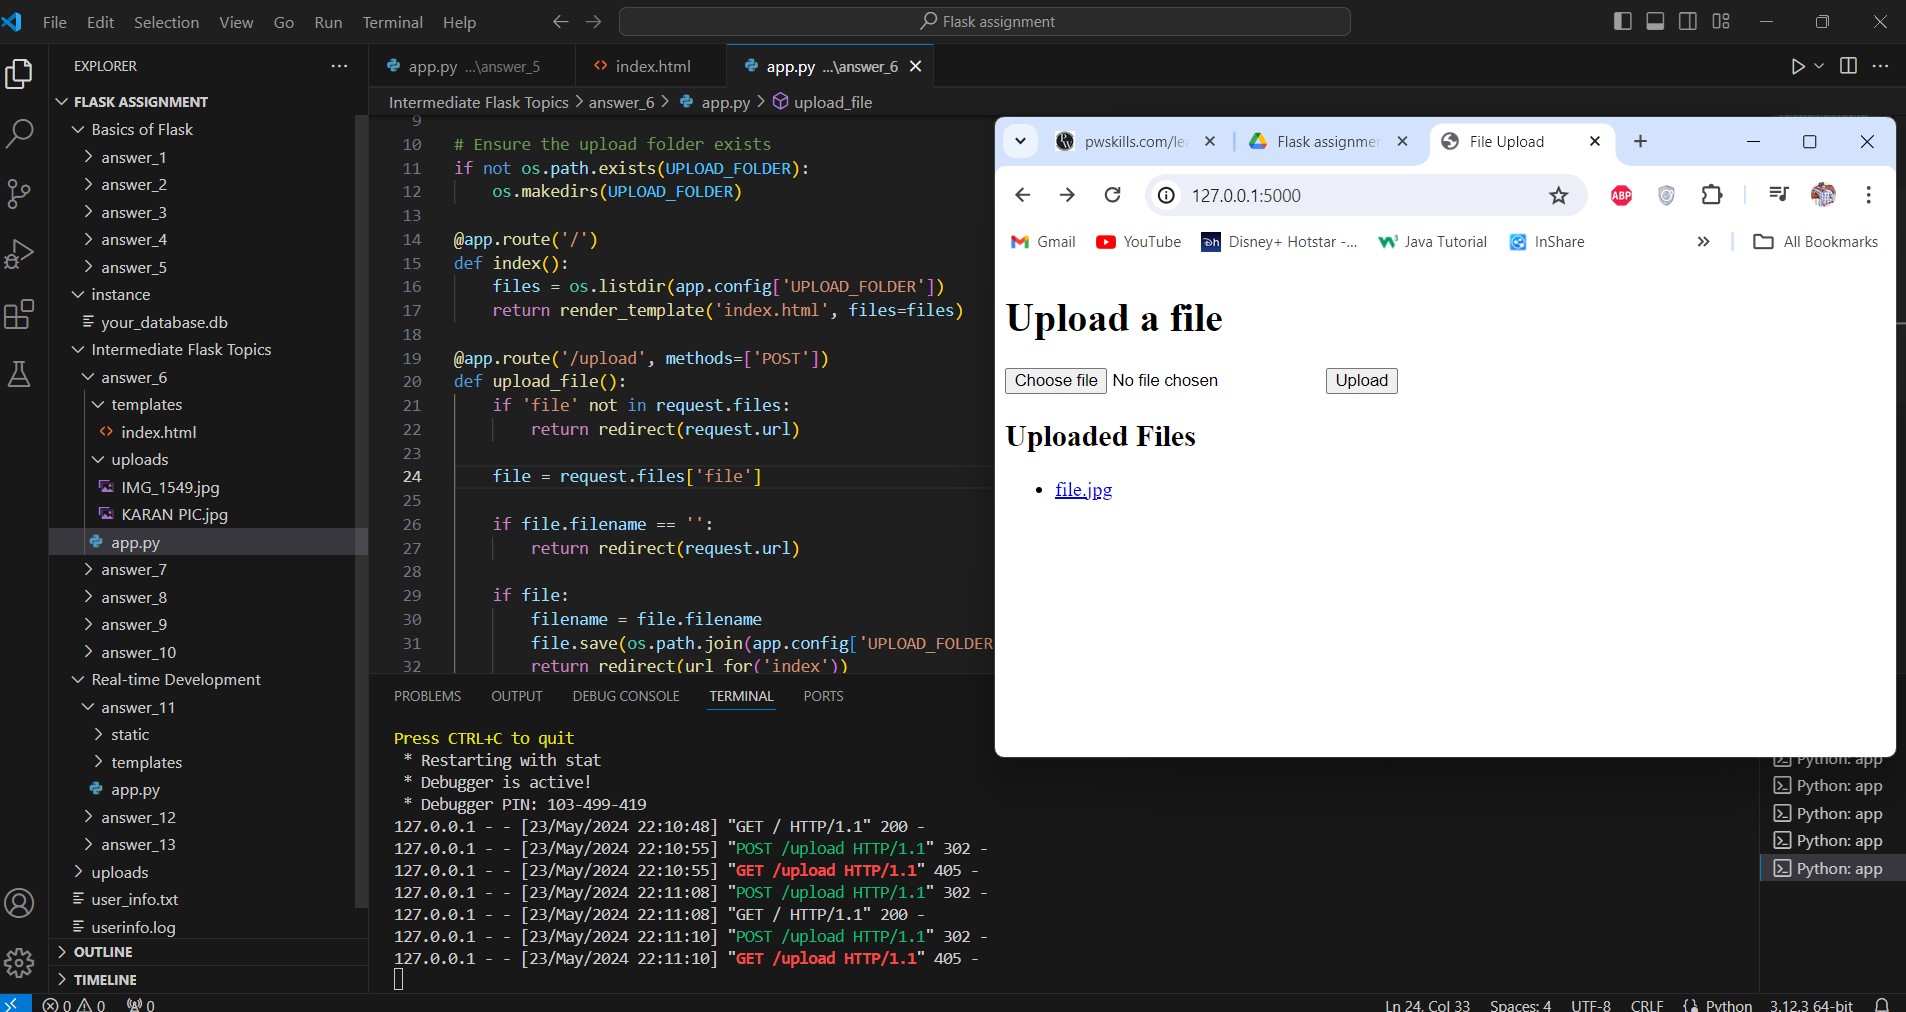 File Edit Selection View Go Run Terminal Help
Flask assignment
EXPLORER
FLASK ASSIGNMENT
Basics of Flask
answer_1
answer_2
answer_3
answer_4
answer_5
instance
your_database.db
Intermediate Flask Topics
answer_6
templates
index.html
uploads
IMG_1549.jpg
KARAN PIC.jpg
app.py
answer_7
answer_8
answer_9
answer_10
Real-time Development
answer_11
static
templates
app.py
answer_12
answer_13
uploads
user_info.txt
userinfo.log
OUTLINE
TIMELINE
app.py ...\answer_5 index.html app.py ...\answer_6
Intermediate Flask Topics > answer_6 > app.py > upload_file
9
10 # Ensure the upload folder exists
11 if not os.path.exists(UPLOAD_FOLDER):
12 os.makedirs(UPLOAD_FOLDER)
13
14 @app.route('/')
15 def index():
16 files = os.listdir(app.config['UPLOAD_FOLDER'])
17 return render_template('index.html', files=files)
18
19 @app.route('/upload', methods=['POST'])
20 def upload_file():
21 if 'file' not in request.files:
22 return redirect(request.url)
23
24 file = request.files['file']
25
26 if file.filename == '':
27 return redirect(request.url)
28
29 if file:
30 filename = file.filename
31 file.save(os.path.join(app.config['UPLOAD_FOLDER
32 return redirect(url_for('index'))
PROBLEMS OUTPUT DEBUG CONSOLE TERMINAL PORTS
Press CTRL+C to quit
* Restarting with stat
* Debugger is active!
* Debugger PIN: 103-499-419
127.0.0.1 - - [23/May/2024 22:10:48] "GET / HTTP/1.1" 200 -
127.0.0.1 - - [23/May/2024 22:10:55] "POST /upload HTTP/1.1" 302 -
127.0.0.1 - - [23/May/2024 22:10:55] "GET /upload HTTP/1.1" 405 -
127.0.0.1 - - [23/May/2024 22:11:08] "POST /upload HTTP/1.1" 302 -
127.0.0.1 - - [23/May/2024 22:11:08] "GET / HTTP/1.1" 200 -
127.0.0.1 - - [23/May/2024 22:11:10] "POST /upload HTTP/1.1" 302 -
127.0.0.1 - - [23/May/2024 22:11:10] "GET /upload HTTP/1.1" 405 -
pwskills.com/le Flask assignmen File Upload
127.0.0.1:5000 ABP
Gmail YouTube Disney+ Hotstar -... Java Tutorial InShare All Bookmarks
Upload a file
Choose file No file chosen Upload
Uploaded Files
file.jpg
Python: app
Python: app
Python: app
Python: app
Python: app
0 0 0 Ln 24, Col 33 Spaces: 4 UTF-8 CRLF Python 3.12.3 64-bit